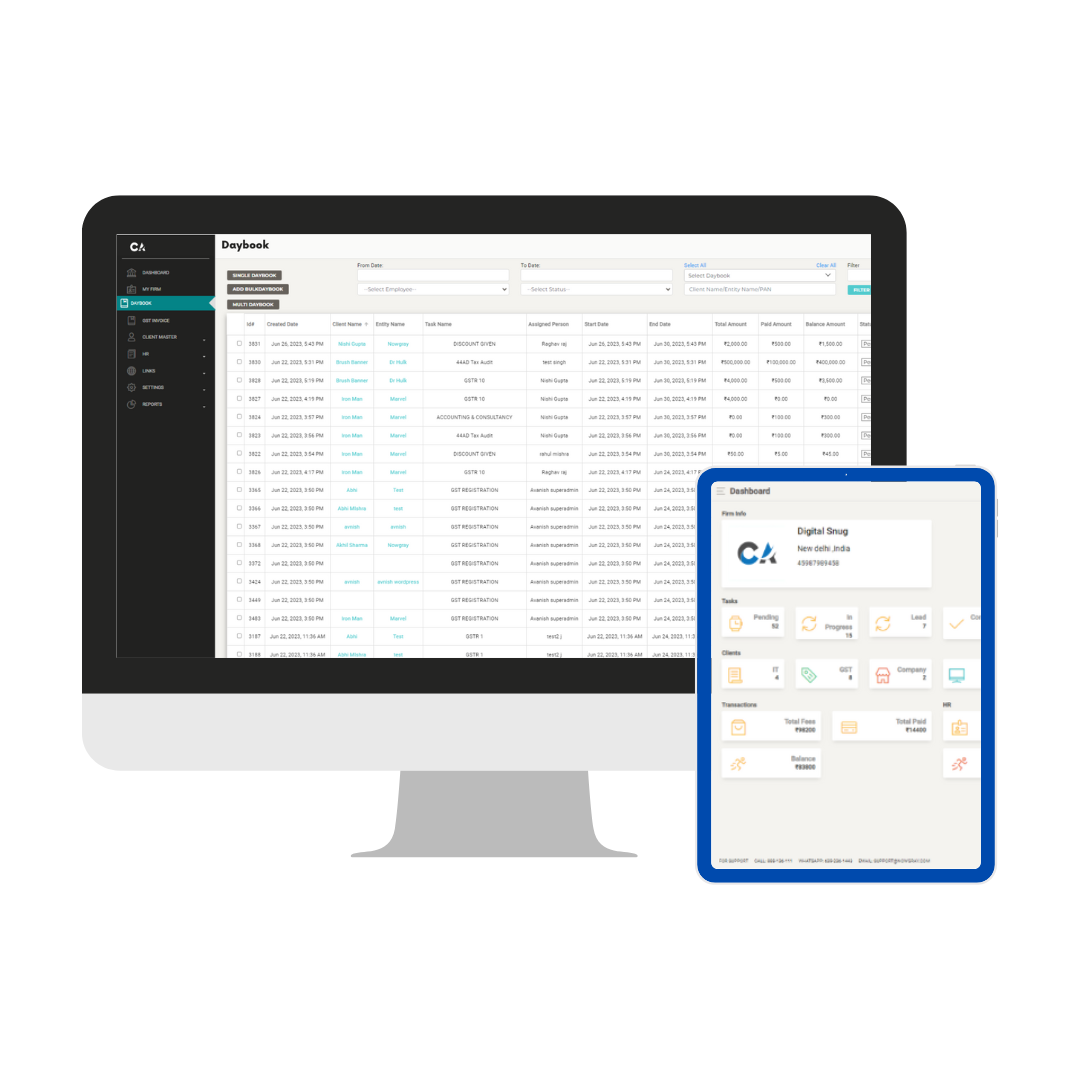 CA
DASHBOARD
MY FIRM
DAYBOOK
GST INVOICE
CLIENT MASTER
HR
LINKS
SETTINGS
REPORTS
Daybook
From Date: To Date: Select All Clear All Filter
SINGLE DAYBOOK Select Daybook
ADD BULKDAYBOOK --Select Employee-- --Select Status-- Client Name/Entity Name/PAN FILTER
MULTI DAYBOOK
Id# Created Date Client Name Entity Name Task Name Assigned Person Start Date End Date Total Amount Paid Amount Balance Amount
3831 Jun 26, 2023, 5:43 PM Nishi Gupta Nowgrey DISCOUNT GIVEN Raghav raj Jun 26, 2023, 5:43 PM Jun 30, 2023, 5:43 PM ₹2,000.00 ₹500.00 ₹1,500.00
3830 Jun 22, 2023, 5:31 PM Brush Banner Dr Hulk 44AD Tax Audit test singh Jun 22, 2023, 5:31 PM Jun 30, 2023, 5:31 PM ₹500,000.00 ₹100,000.00 ₹400,000.00
3828 Jun 22, 2023, 5:19 PM Brush Banner Dr Hulk GSTR 10 Nishi Gupta Jun 22, 2023, 5:19 PM Jun 30, 2023, 5:19 PM ₹4,000.00 ₹500.00 ₹3,500.00
3827 Jun 22, 2023, 4:19 PM Iron Man Marvel GSTR 10 Nishi Gupta Jun 22, 2023, 4:19 PM Jun 30, 2023, 4:19 PM ₹4,000.00 ₹0.00 ₹0.00
3824 Jun 22, 2023, 3:57 PM Iron Man Marvel ACCOUNTING & CONSULTANCY Nishi Gupta Jun 22, 2023, 3:57 PM Jun 30, 2023, 3:57 PM ₹0.00 ₹100.00 ₹300.00
3823 Jun 22, 2023, 3:56 PM Iron Man Marvel 44AD Tax Audit Nishi Gupta Jun 22, 2023, 3:56 PM Jun 30, 2023, 3:56 PM ₹0.00 ₹100.00 ₹300.00
3822 Jun 22, 2023, 3:54 PM Iron Man Marvel DISCOUNT GIVEN rahul mishra Jun 22, 2023, 3:54 PM Jun 30, 2023, 3:54 PM ₹50.00 ₹5.00 ₹45.00
3826 Jun 22, 2023, 4:17 PM Iron Man Marvel GSTR 10 Raghav raj Jun 22, 2023, 4:17 PM Jun 24, 2023, 4:17
3365 Jun 22, 2023, 3:50 PM Abhi Test GST REGISTRATION Avanish superadmin Jun 22, 2023, 3:50 PM Jun 24, 2023,
3366 Jun 22, 2023, 3:50 PM Abhi Mishra test GST REGISTRATION Avanish superadmin Jun 22, 2023, 3:50 PM Jun 24, 2023,
3367 Jun 22, 2023, 3:50 PM avnish avnish GST REGISTRATION Avanish superadmin Jun 22, 2023, 3:50 PM Jun 24, 2023,
3368 Jun 22, 2023, 3:50 PM Akhil Sharma Nowgrey GST REGISTRATION Avanish superadmin Jun 22, 2023, 3:50 PM Jun 24, 2023,
3372 Jun 22, 2023, 3:50 PM GST REGISTRATION Avanish superadmin Jun 22, 2023, 3:50 PM Jun 24, 2023,
3424 Jun 22, 2023, 3:50 PM avnish avnish wordpress GST REGISTRATION Avanish superadmin Jun 22, 2023, 3:50 PM Jun 24, 2023,
3449 Jun 22, 2023, 3:50 PM GST REGISTRATION Avanish superadmin Jun 22, 2023, 3:50 PM Jun 24, 2023,
3483 Jun 22, 2023, 3:50 PM Iron Man Marvel GST REGISTRATION Avanish superadmin Jun 22, 2023, 3:50 PM Jun 24, 2023,
3187 Jun 22, 2023, 11:36 AM Abhi Test GSTR 1 test2 j Jun 22, 2023, 11:36 AM Jun 24, 2023,
3188 Jun 22, 2023, 11:36 AM Abhi Mishra test GSTR 1 test2 j Jun 22, 2023, 11:36 AM Jun 24, 2023,
Dashboard
Firm Info
CA
Digital Snug
New delhi ,India
Tasks
Pending 52
In Progress 15
Lead 7
Clients
IT 4
GST 8
Company 2
Transactions HR
Total Fees ₹98200
Total Paid ₹14400
Balance ₹83800
FOR SUPPORT CALL: WHATSAPP: EMAIL: